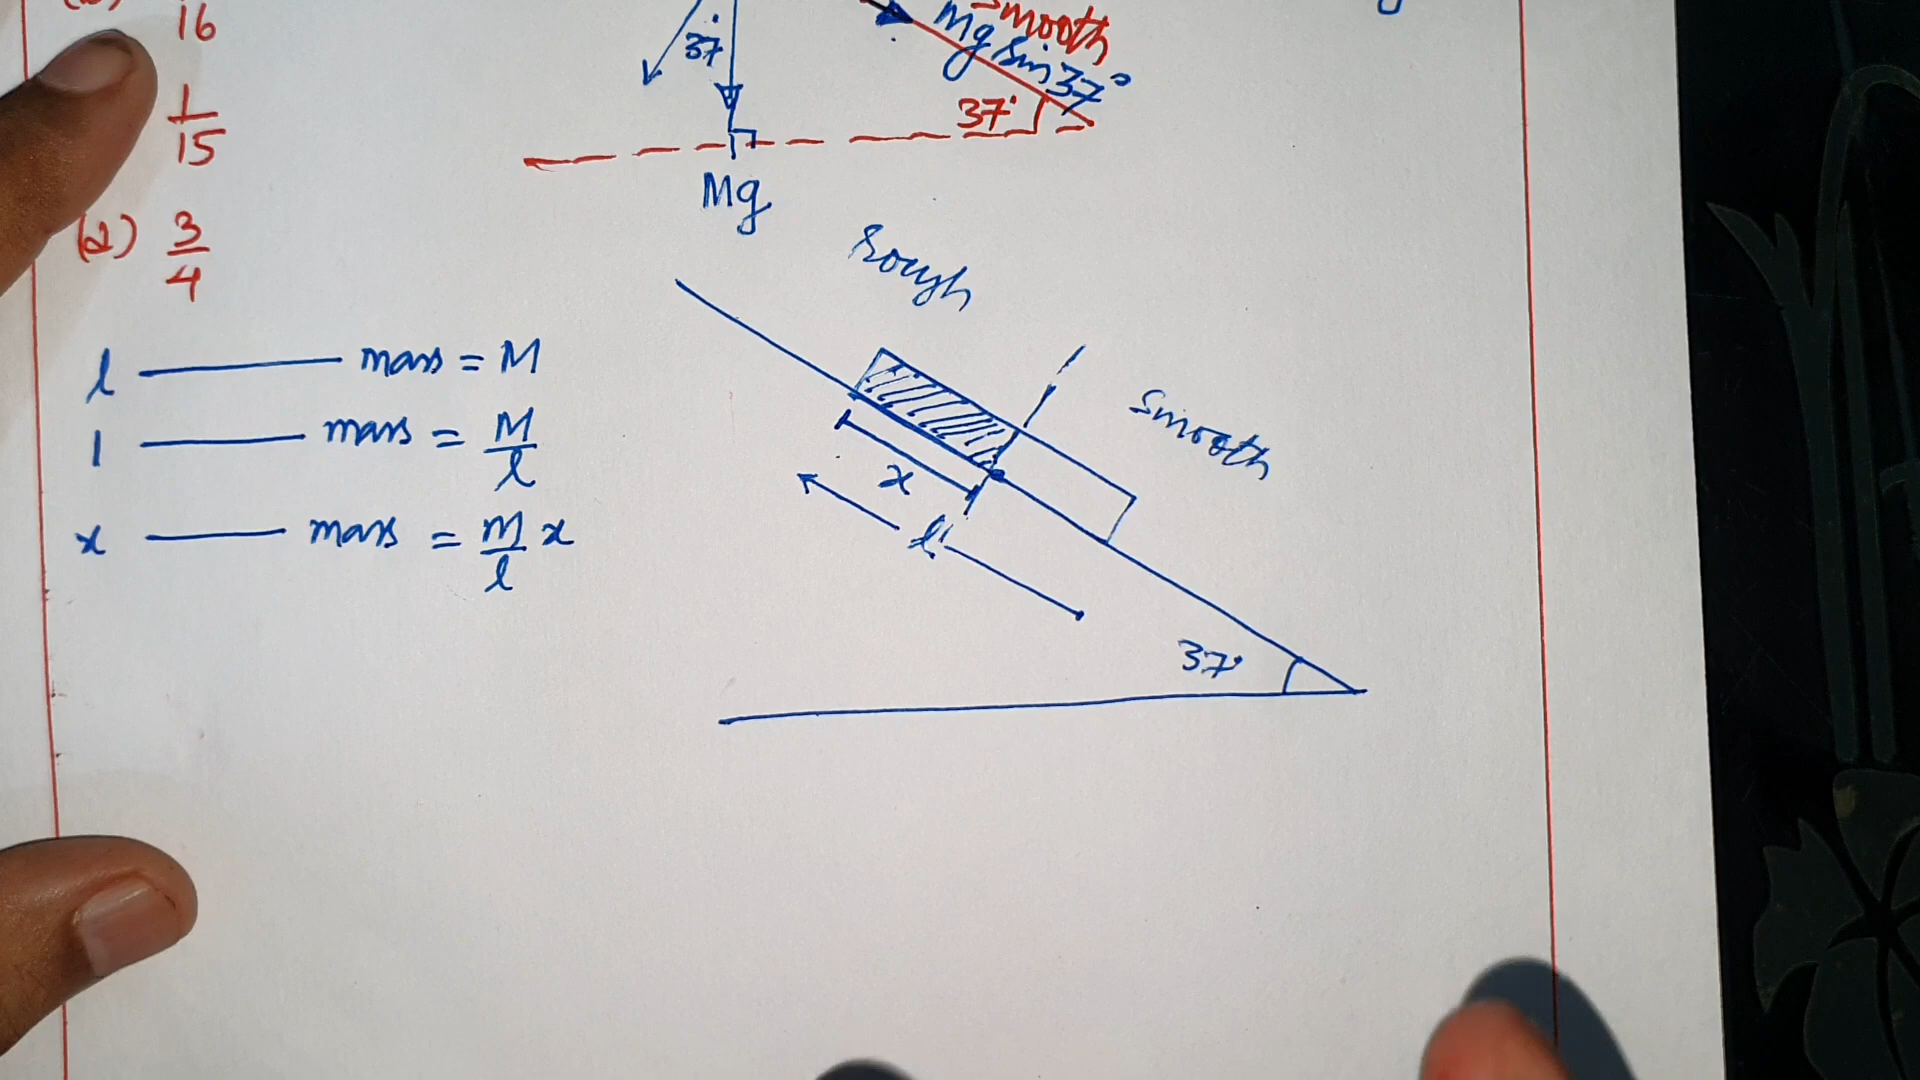 16
1/15
(d) 3/4
37
Mg
Smooth
Mg sin 37°
37°
l mass = M
1 mass = M/l
x mass = M/l x
rough
smooth
x
l
37°